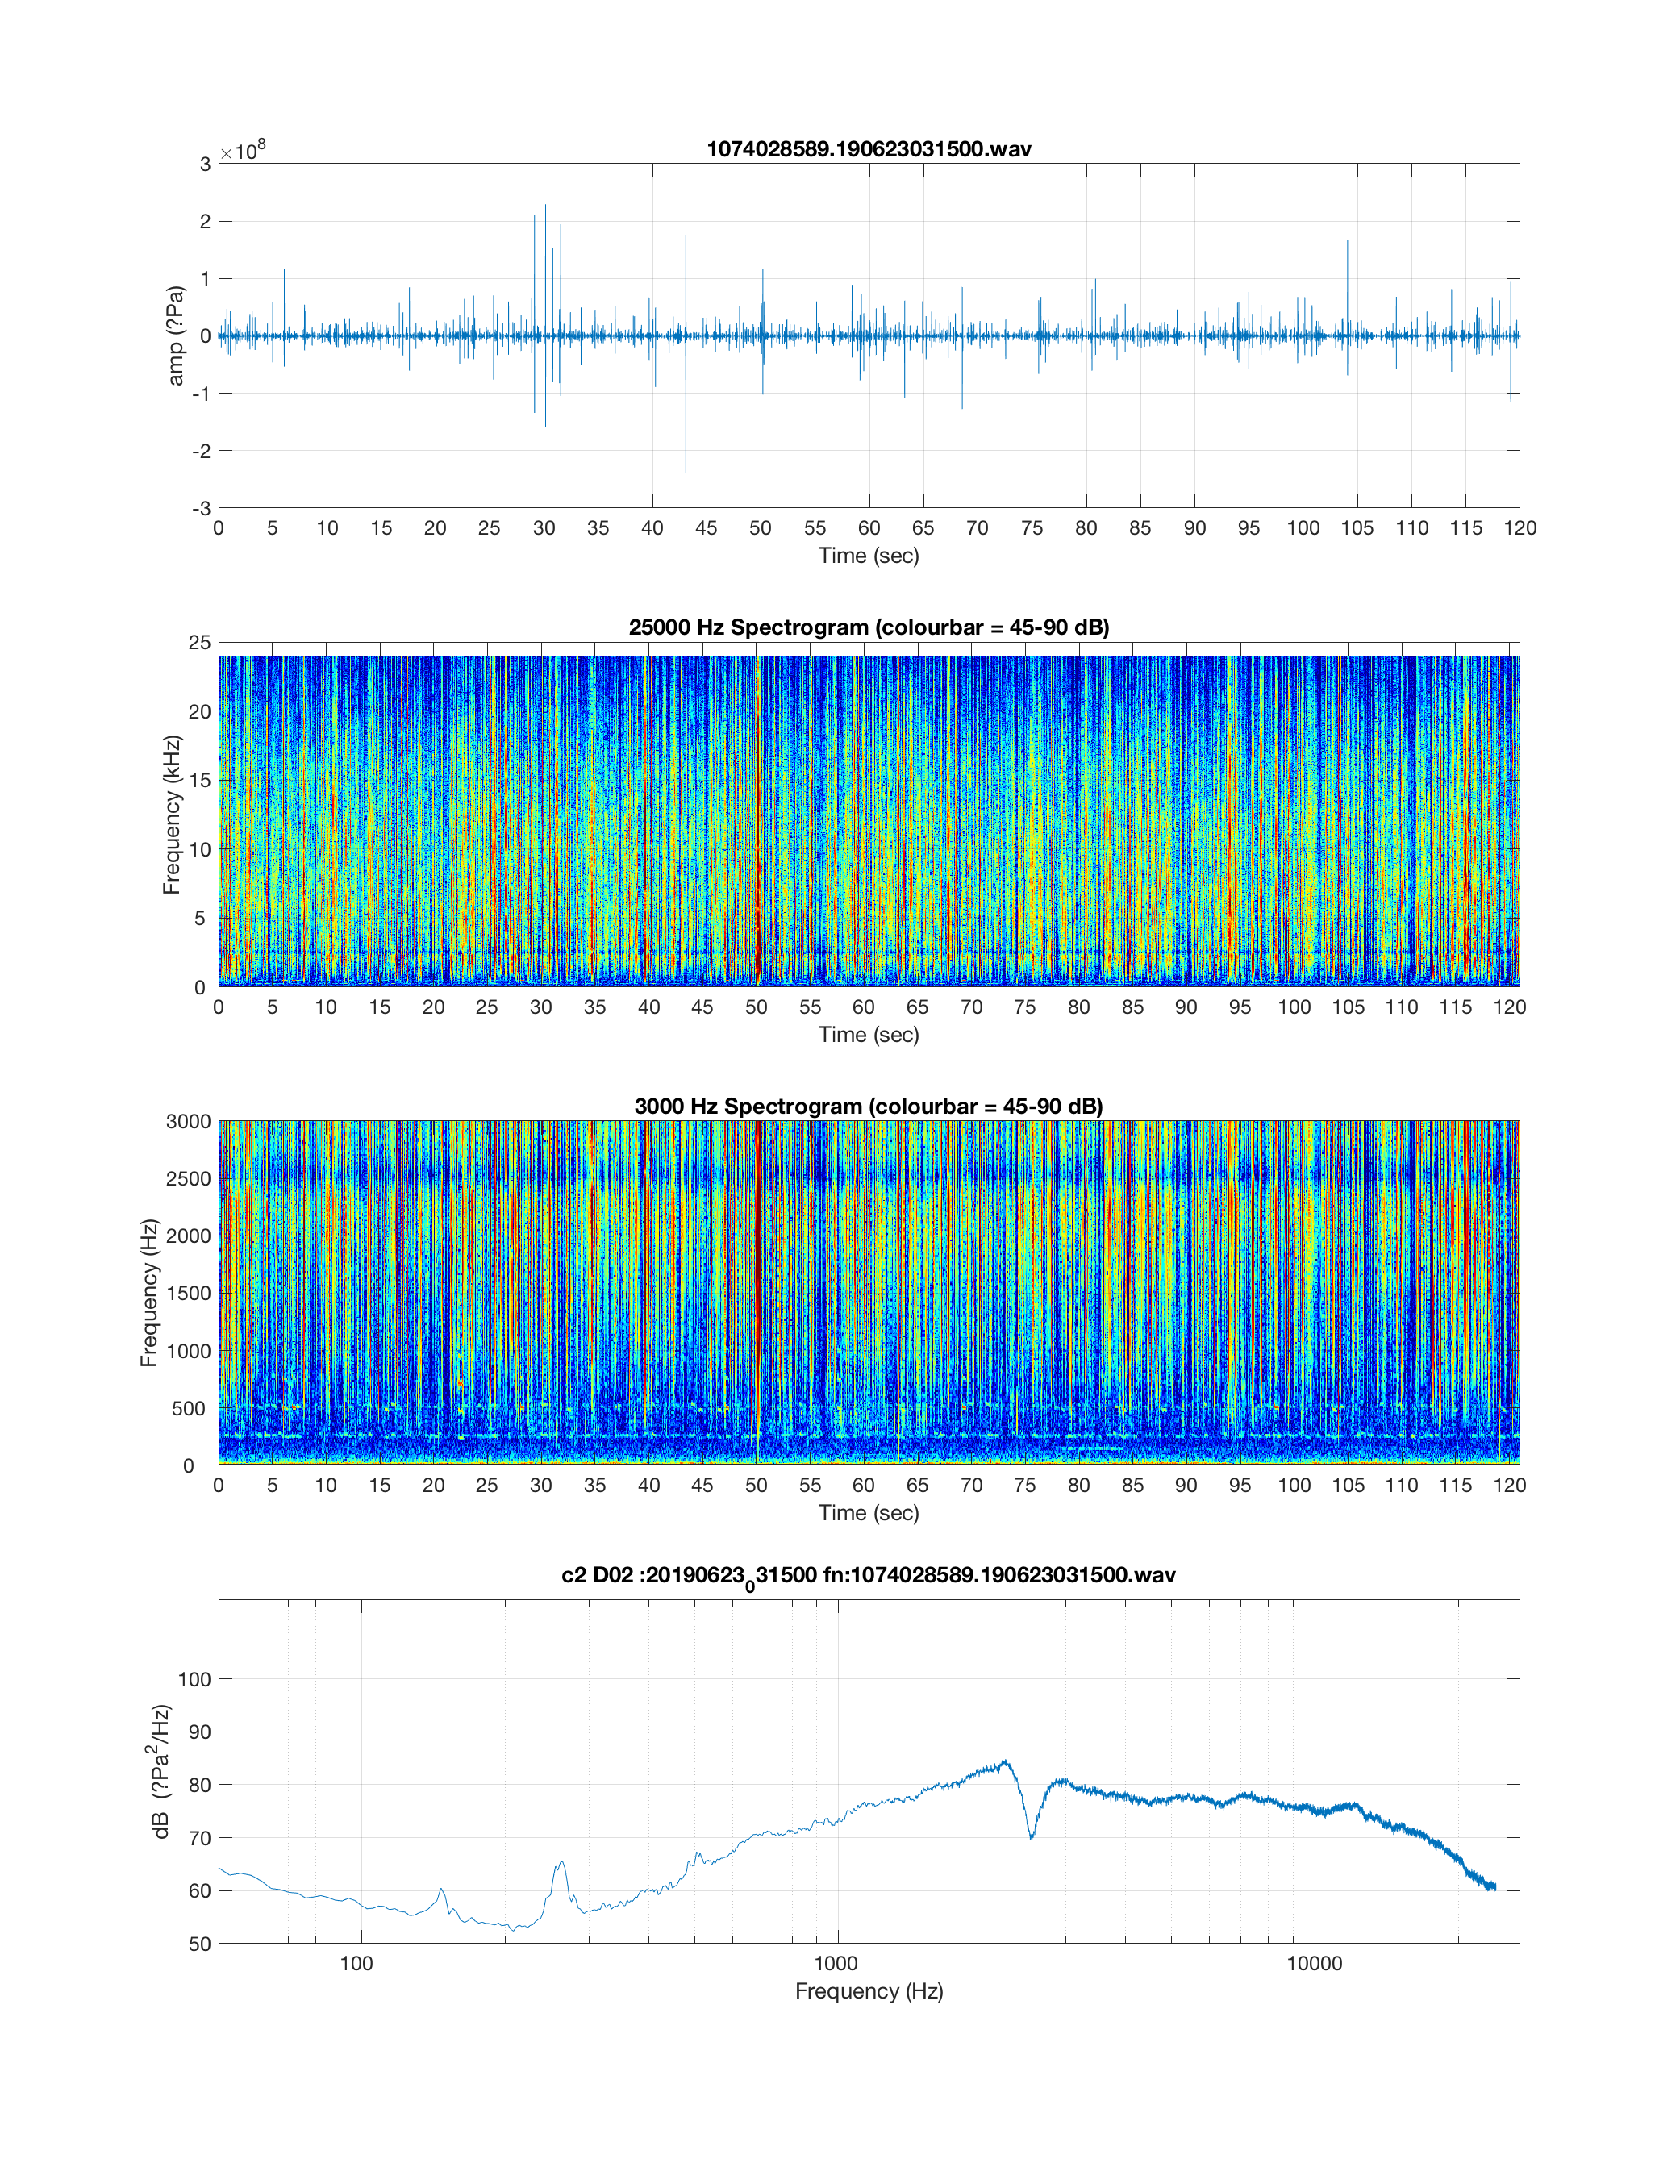 1074028589.190623031500.wav
×10⁸
3
2
1
0
-1
-2
-3
amp (?Pa)
0 5 10 15 20 25 30 35 40 45 50 55 60 65 70 75 80 85 90 95 100 105 110 115 120
Time (sec)
25000 Hz Spectrogram (colourbar = 45-90 dB)
25
20
15
10
5
0
Frequency (kHz)
0 5 10 15 20 25 30 35 40 45 50 55 60 65 70 75 80 85 90 95 100 105 110 115 120
Time (sec)
3000 Hz Spectrogram (colourbar = 45-90 dB)
3000
2500
2000
1500
1000
500
0
Frequency (Hz)
0 5 10 15 20 25 30 35 40 45 50 55 60 65 70 75 80 85 90 95 100 105 110 115 120
Time (sec)
c2 D02 :20190623₀31500 fn:1074028589.190623031500.wav
100
90
80
70
60
50
dB (?Pa²/Hz)
100 1000 10000
Frequency (Hz)